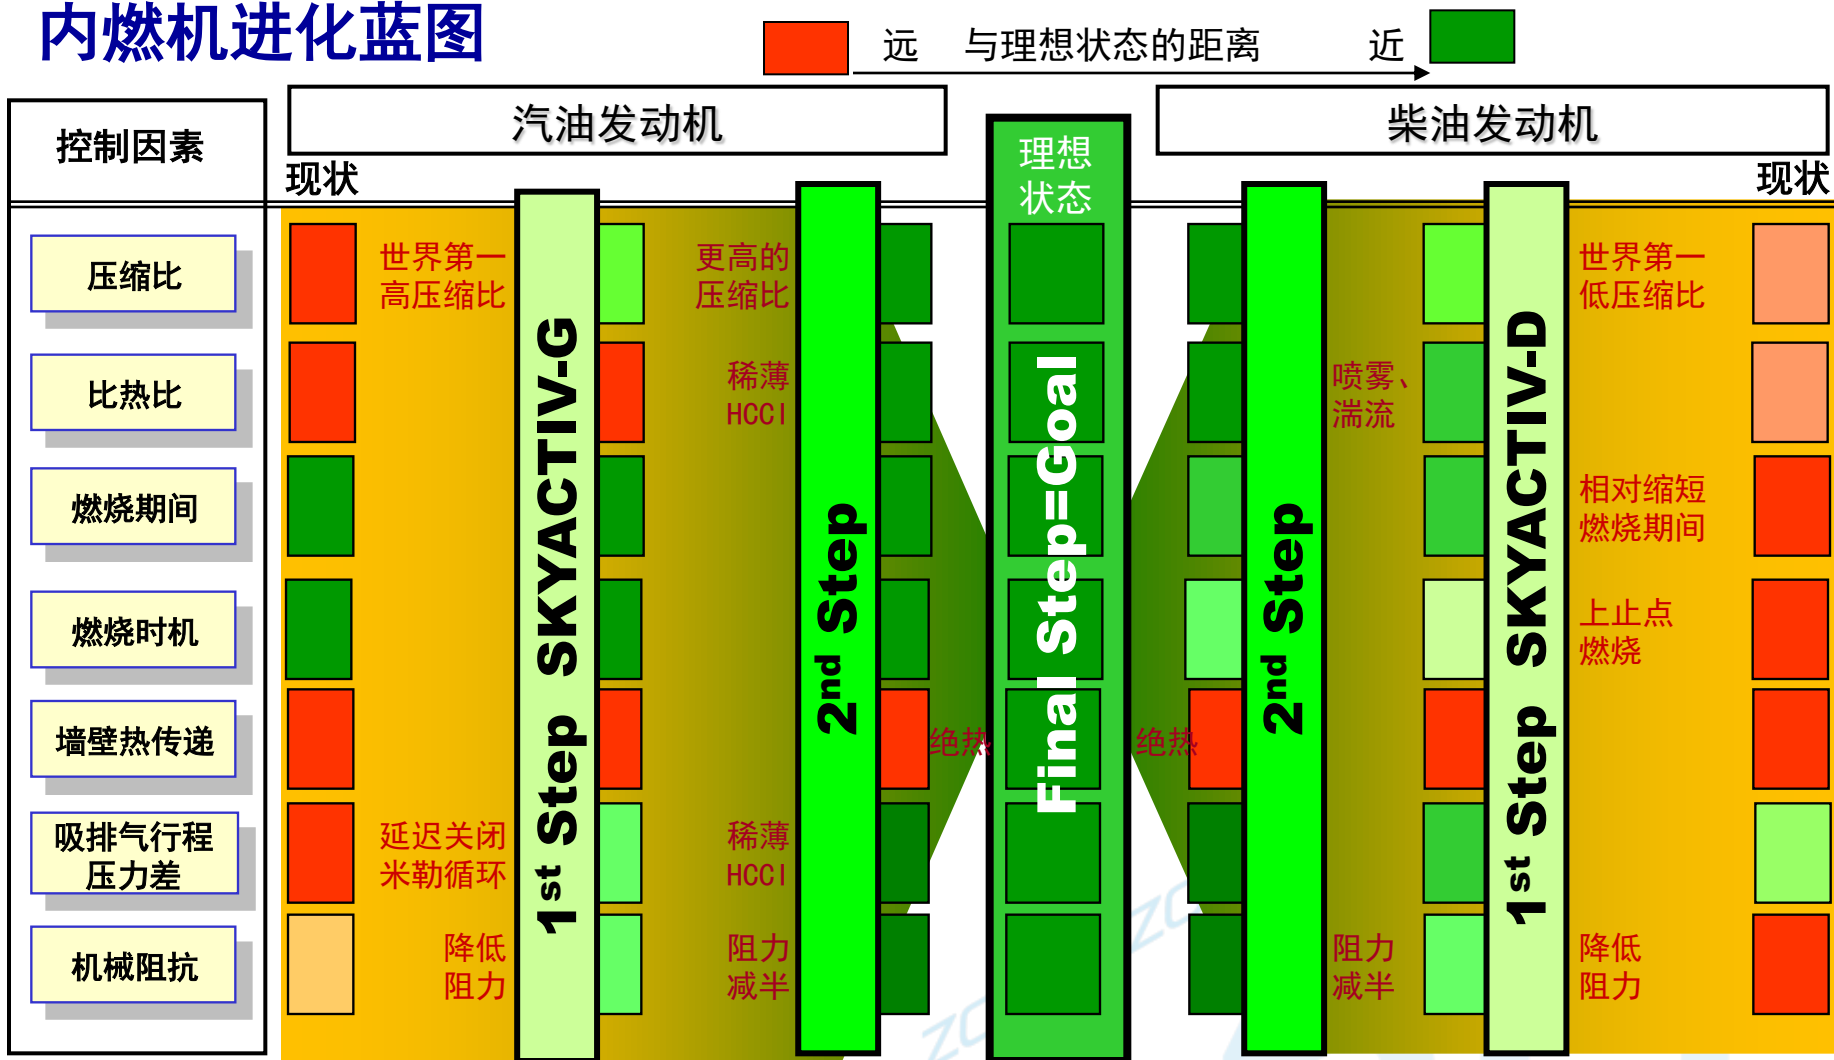 内燃机进化蓝图
远 与理想状态的距离 近
控制因素
汽油发动机
理想
状态
柴油发动机
现状
现状
压缩比
世界第一
高压缩比
更高的
压缩比
世界第一
低压缩比
比热比
稀薄
HCCI
喷雾、
湍流
燃烧期间
相对缩短
燃烧期间
燃烧时机
上止点
燃烧
墙壁热传递
绝热
绝热
吸排气行程
压力差
延迟关闭
米勒循环
稀薄
HCCI
机械阻抗
降低
阻力
阻力
减半
阻力
减半
降低
阻力
1st Step SKYACTIV-G
2nd Step
Final Step=Goal
2nd Step
1st Step SKYACTIV-D